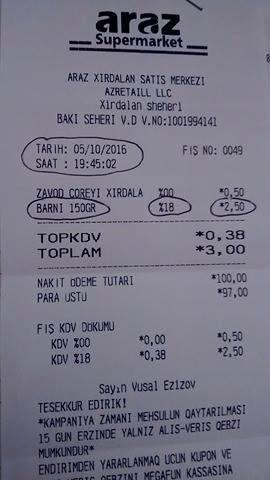 araz
Supermarket
ARAZ XIRDALAN SATIS MERKEZI
AZRETAILL LLC
Xirdalan sheheri
BAKI SEHERI V.D V.NO:1001994141
TARIH: 05/10/2016
SAAT : 19:45:02 FIŞ NO: 0049
ZAVOD COREYI XIRDALA %00 *0,50
BARNI 150GR %18 *2,50
TOPKDV *0,38
TOPLAM *3,00
NAKIT ÖDEME TUTARI *100,00
PARA USTU *97,00
FIŞ KDV DÖKUMU
KDV %00 *0,00 *0,50
KDV %18 *0,38 *2,50
Sayın Vusal Ezizov
TESEKKUR EDIRIK!
*KAMPANIYA ZAMANI MEHSULUN QAYTARILMASI
15 GUN ERZINDE YALNIZ ALIS-VERIS QEBZI
MUMKUNDUR*
ENDIRIMDEN YARARLANMAQ UCUN KUPON VE
QEBZINI MEGAFUN KASSASINA